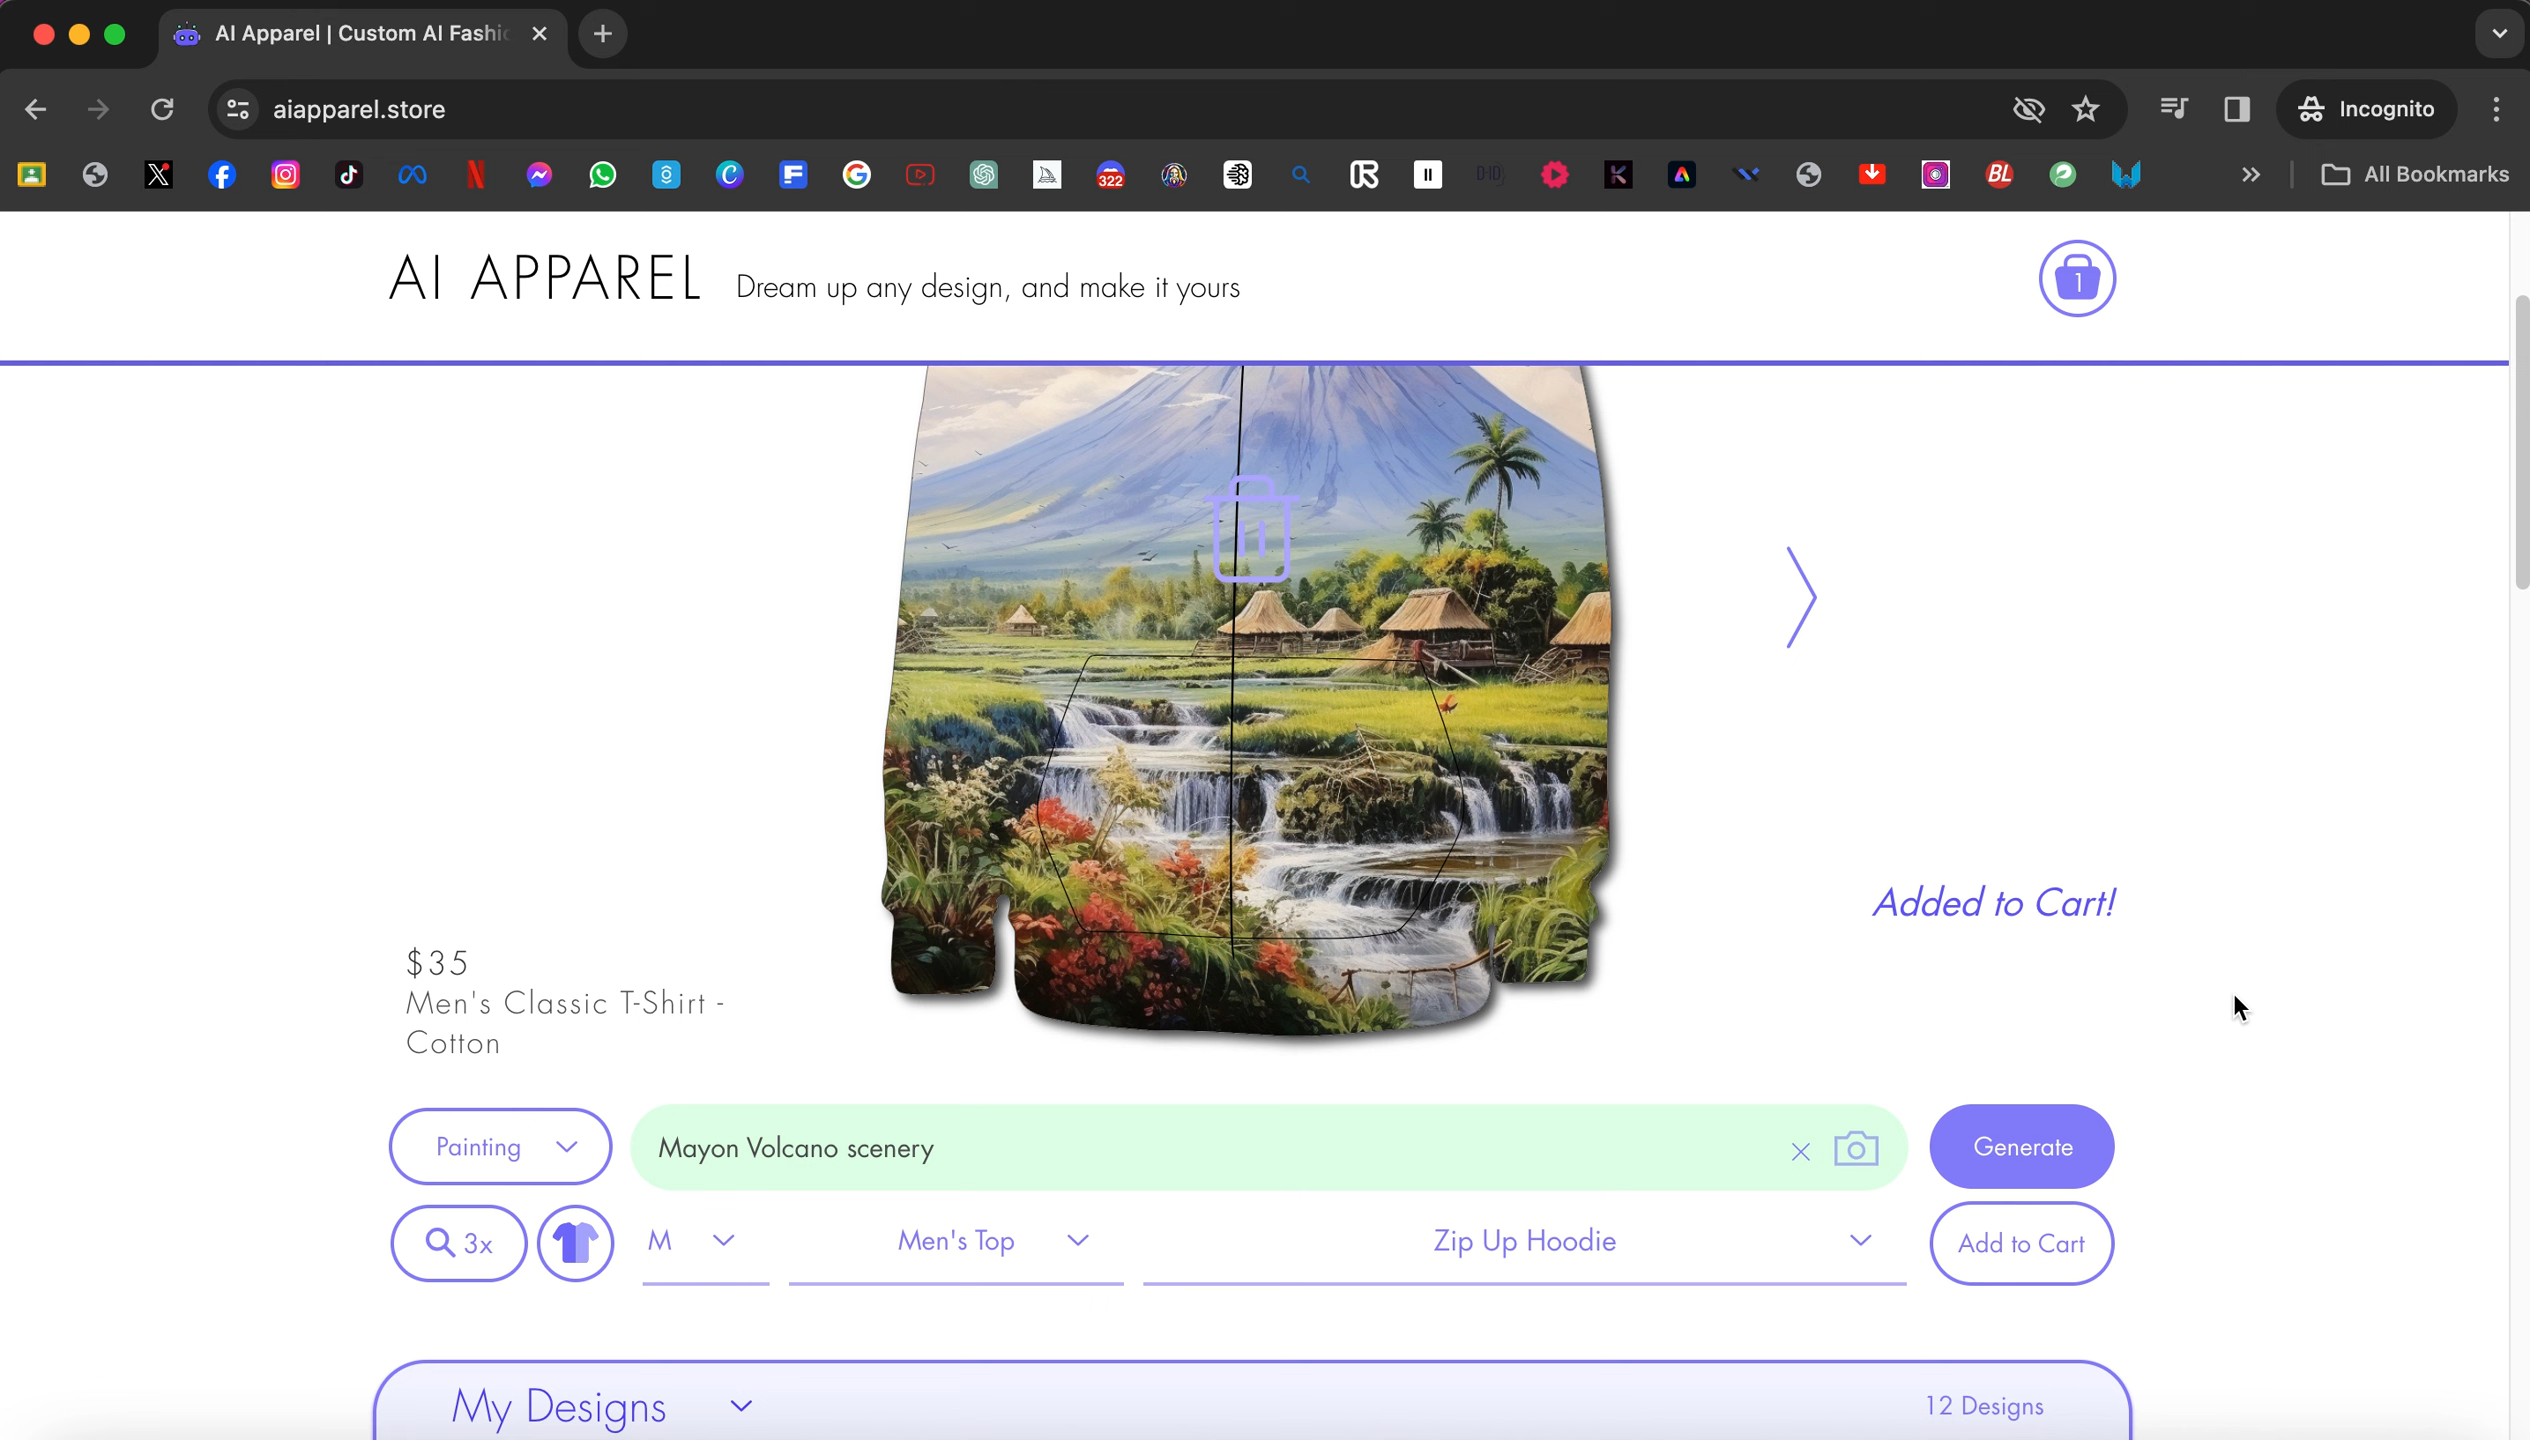 AI Apparel | Custom AI Fashi
aiapparel.store
Incognito
322
BL
All Bookmarks
AI APPAREL
Dream up any design, and make it yours
1
Added to Cart!
$35
Men's Classic T-Shirt -
Cotton
Painting
Mayon Volcano scenery
Generate
3x
M
Men's Top
Zip Up Hoodie
Add to Cart
My Designs
12 Designs